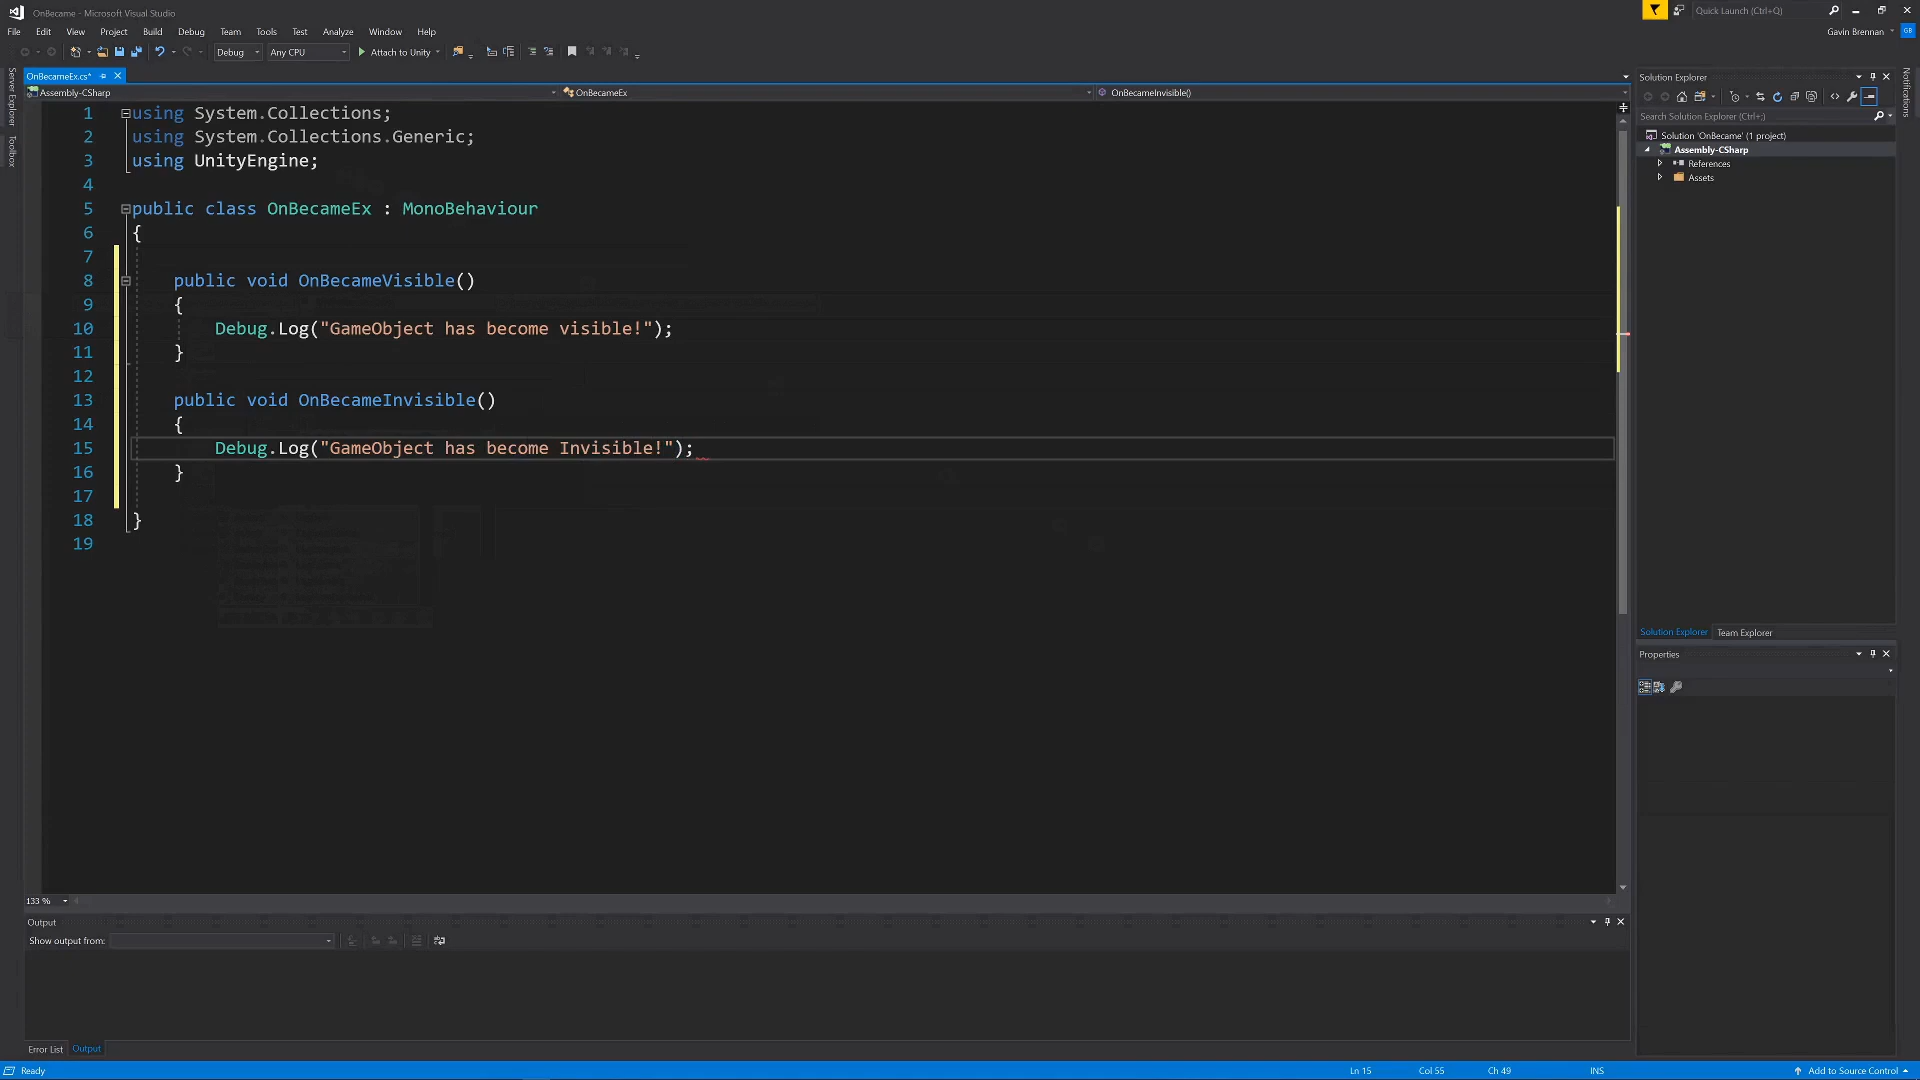 OnBecame - Microsoft Visual Studio
Quick Launch (Ctrl+Q)
File Edit View Project Build Debug Team Tools Test Analyze Window Help
Gavin Brennan GB
Debug Any CPU Attach to Unity
Server Explorer
Toolbox
Notifications
OnBecameEx.cs*
Assembly-CSharp OnBecameEx OnBecameInvisible()
1 using System.Collections;
2 using System.Collections.Generic;
3 using UnityEngine;
4
5 public class OnBecameEx : MonoBehaviour
6 {
7
8 public void OnBecameVisible()
9 {
10 Debug.Log("GameObject has become visible!");
11 }
12
13 public void OnBecameInvisible()
14 {
15 Debug.Log("GameObject has become Invisible!");
16 }
17
18 }
19
133 %
Solution Explorer
Search Solution Explorer (Ctrl+;)
Solution 'OnBecame' (1 project)
Assembly-CSharp
References
Assets
Solution Explorer Team Explorer
Properties
Output
Show output from:
Error List Output
Ready Ln 15 Col 55 Ch 49 INS Add to Source Control